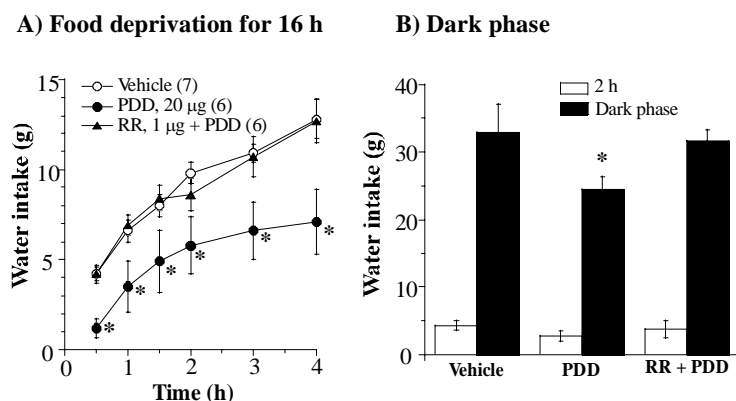 A) Food deprivation for 16 h
Water intake (g)
15
10
5
0
0
1
2
3
4
Time (h)
Vehicle (7)
PDD, 20 µg (6)
RR, 1 µg + PDD (6)
*
*
*
*
*
*
B) Dark phase
Water intake (g)
40
30
20
10
0
2 h
Dark phase
*
Vehicle
PDD
RR + PDD